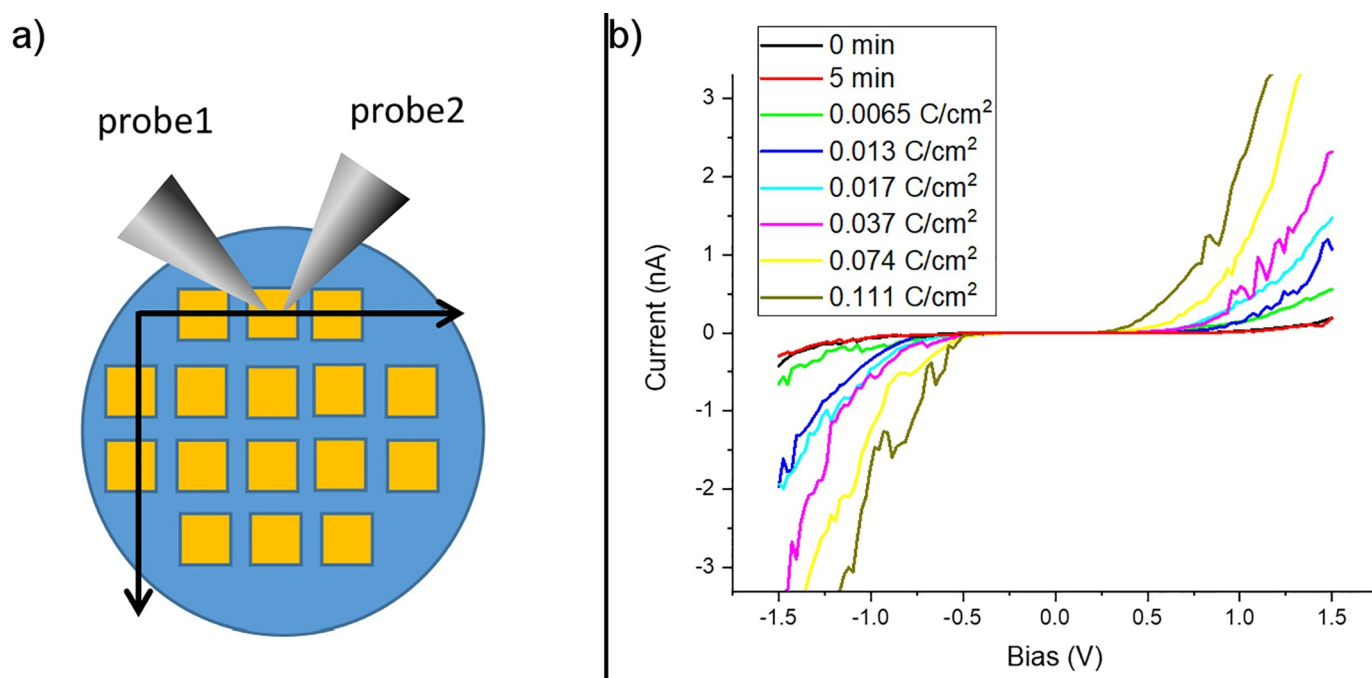 a)
probe1
probe2
b)
0 min
5 min
0.0065 C/cm²
0.013 C/cm²
0.017 C/cm²
0.037 C/cm²
0.074 C/cm²
0.111 C/cm²
Current (nA)
3
2
1
0
-1
-2
-3
-1.5 -1.0 -0.5 0.0 0.5 1.0 1.5
Bias (V)